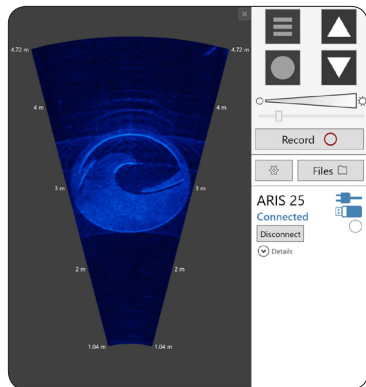 4.72 m 4.72 m
4 m 4 m
3 m 3 m
2 m 2 m
1.04 m 1.04 m
Record
Files
ARIS 25
Connected
Disconnect
Details